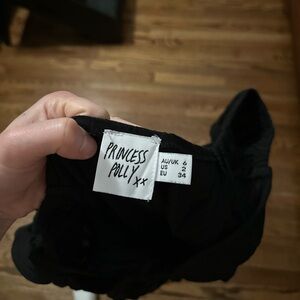 PRINCESS
POLLY xx
AU/UK 6
US 2
EU 34